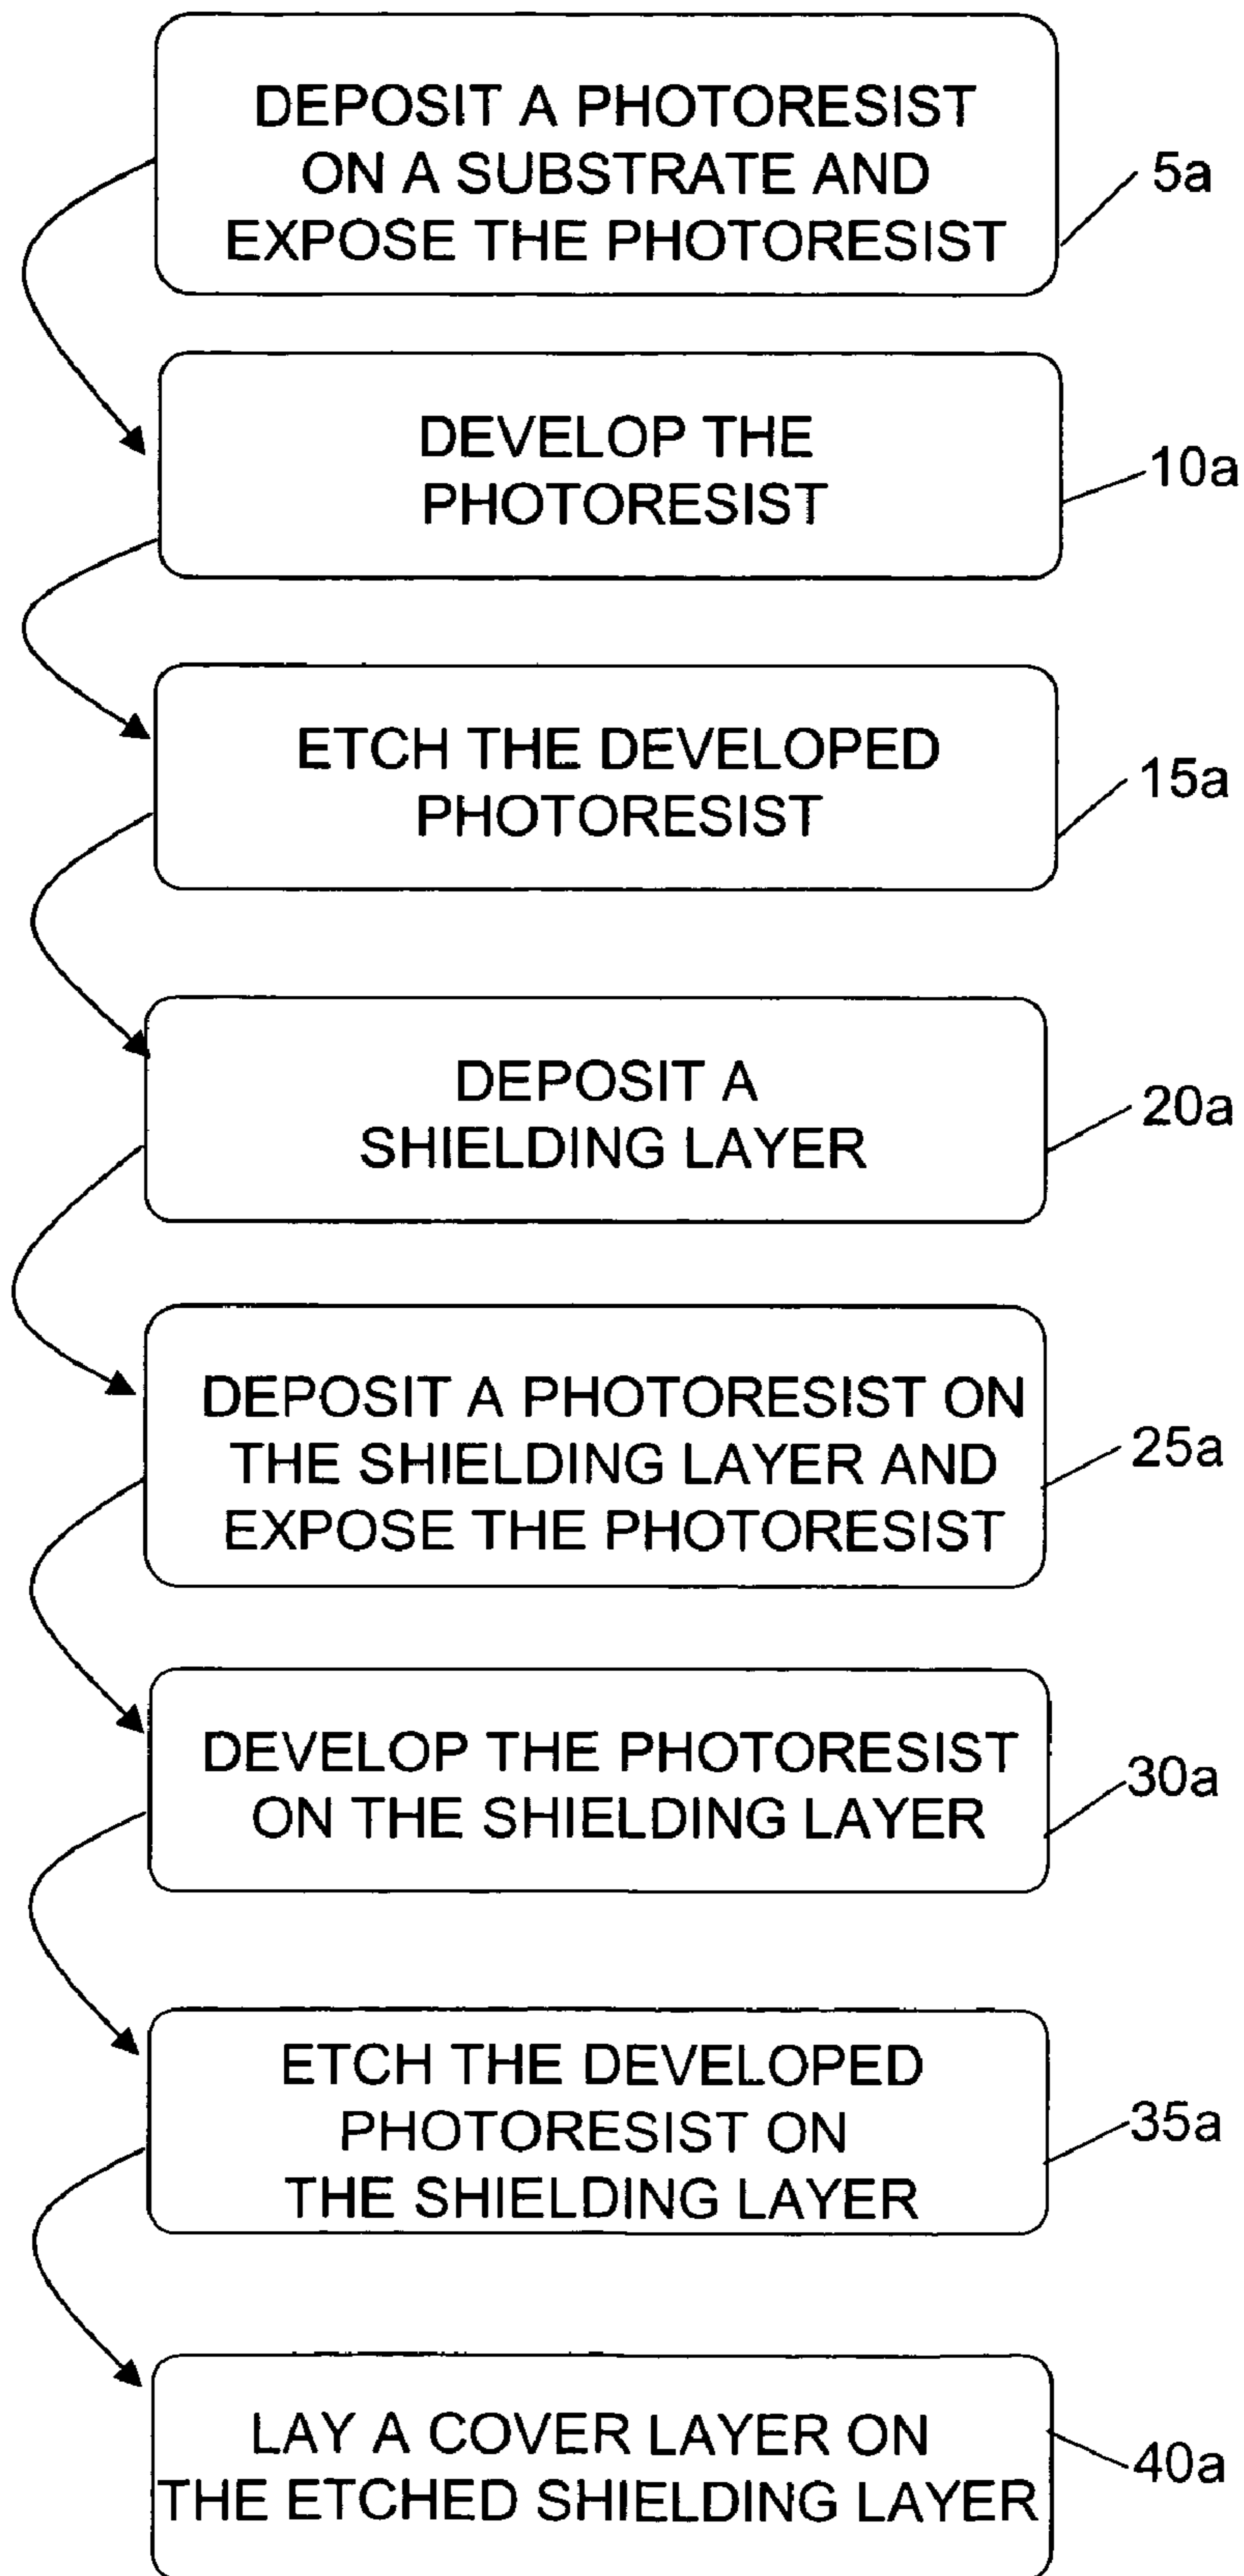 DEPOSIT A PHOTORESIST
ON A SUBSTRATE AND
EXPOSE THE PHOTORESIST
5a
DEVELOP THE
PHOTORESIST
10a
ETCH THE DEVELOPED
PHOTORESIST
15a
DEPOSIT A
SHIELDING LAYER
20a
DEPOSIT A PHOTORESIST ON
THE SHIELDING LAYER AND
EXPOSE THE PHOTORESIST
25a
DEVELOP THE PHOTORESIST
ON THE SHIELDING LAYER
30a
ETCH THE DEVELOPED
PHOTORESIST ON
THE SHIELDING LAYER
35a
LAY A COVER LAYER ON
THE ETCHED SHIELDING LAYER
40a